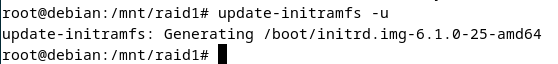 root@debian:/mnt/raid1# update-initramfs -u
update-initramfs: Generating /boot/initrd.img-6.1.0-25-amd64
root@debian:/mnt/raid1#